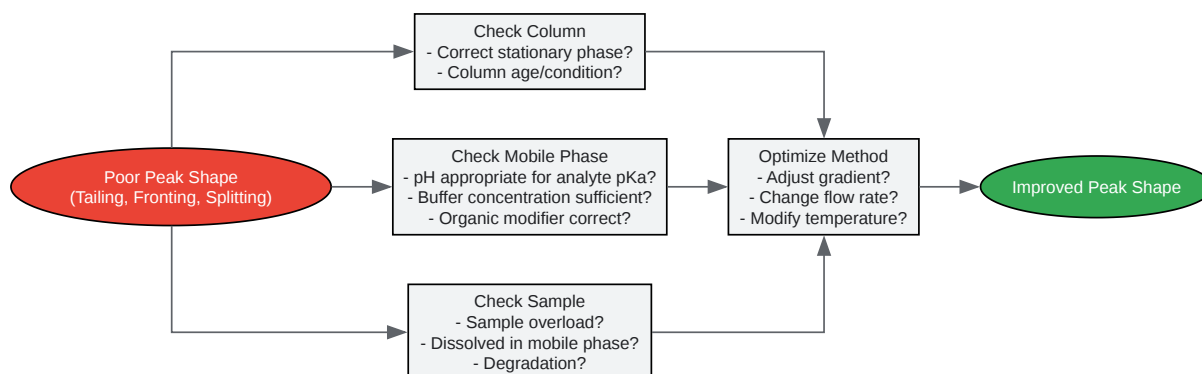 Poor Peak Shape
(Tailing, Fronting, Splitting)
Check Column
- Correct stationary phase?
- Column age/condition?
Check Mobile Phase
- pH appropriate for analyte pKa?
- Buffer concentration sufficient?
- Organic modifier correct?
Check Sample
- Sample overload?
- Dissolved in mobile phase?
- Degradation?
Optimize Method
- Adjust gradient?
- Change flow rate?
- Modify temperature?
Improved Peak Shape